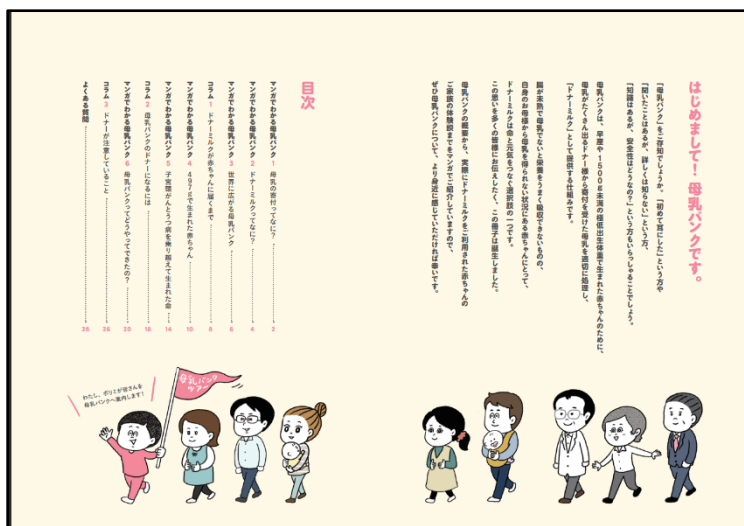 はじめまして！ 母乳バンクです。
「母乳バンク」をご存知でしょうか。「初めて耳にした」という方や
「聞いたことはあるが、詳しくは知らない」という方、
「知識はあるが、安全性はどうなの？」という方もいらっしゃることでしょう。
母乳バンクは、早産や1500g未満の極低出生体重で生まれた赤ちゃんのために、
母乳がたくさん出るドナー様から寄付を受けた母乳を適切に処理し、
「ドナーミルク」として提供する仕組みです。
腸が未熟で母乳でないと栄養をうまく吸収できないものの、
自身のお母様から母乳を得られない状況にある赤ちゃんにとって、
ドナーミルクは命と元気をつなぐ選択肢の一つです。
この思いを多くの皆様にお伝えしたく、この冊子は誕生しました。
母乳バンクの概要から、実際にドナーミルクをご利用された赤ちゃんの
ご家族の体験談までをマンガでご紹介していますので、
ぜひ母乳バンクについて、より身近に感じていただければ幸いです。
目次
マンガでわかる母乳バンク 1 母乳の寄付ってなに？ 2
マンガでわかる母乳バンク 2 ドナーミルクってなに？ 4
マンガでわかる母乳バンク 3 世界に広がる母乳バンク 6
コラム 1 ドナーミルクが赤ちゃんに届くまで 8
マンガでわかる母乳バンク 4 497gで生まれた赤ちゃん 10
マンガでわかる母乳バンク 5 子宮頸がんとうつ病を乗り越えて生まれた命 14
コラム 2 母乳バンクのドナーになるには 18
マンガでわかる母乳バンク 6 母乳バンクってどうやってできたの？ 20
コラム 3 ドナーが注意していること 26
よくある質問 28
わたし、ポリミが皆さんを
母乳バンクへ案内します！
母乳バンク
ツアー